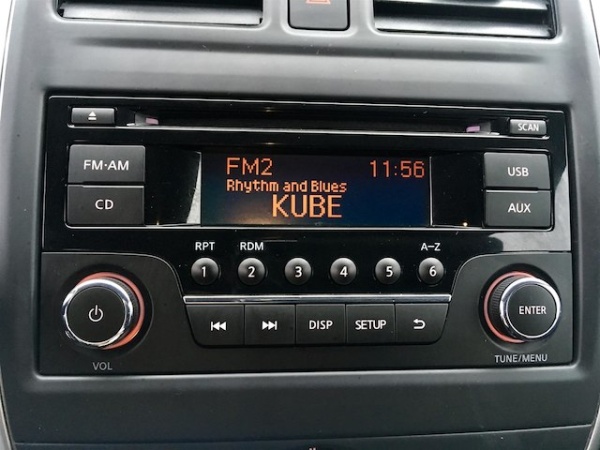 SCAN
FM·AM
CD
FM2 11:56
Rhythm and Blues
KUBE
USB
AUX
RPT RDM A–Z
1 2 3 4 5 6
DISP SETUP
ENTER
VOL
TUNE/MENU